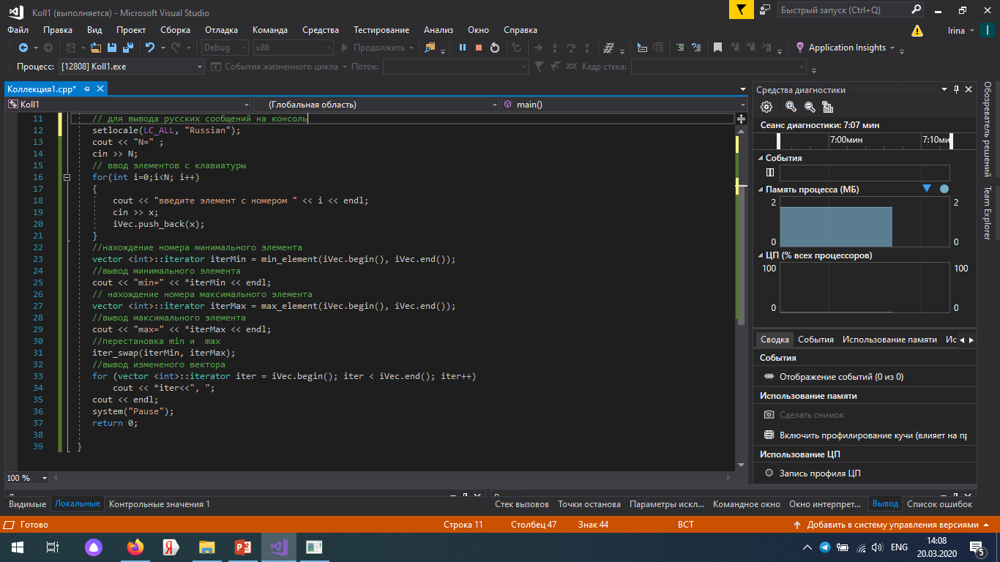 Koll1 (выполняется) - Microsoft Visual Studio
Быстрый запуск (Ctrl+Q)
Файл Правка Вид Проект Сборка Отладка Команда Средства Тестирование Анализ Окно Справка
Irina
I
Debug x86 Продолжить Application Insights
Процесс: [12808] Koll1.exe События жизненного цикла Поток: Кадр стека:
Коллекция1.cpp*
Koll1 (Глобальная область) main()
11 // для вывода русских сообщений на консоль
12 setlocale(LC_ALL, "Russian");
13 cout << "N=" ;
14 cin >> N;
15 // ввод элементов с клавиатуры
16 for(int i=0;i<N; i++)
17 {
18 cout << "введите элемент с номером " << i << endl;
19 cin >> x;
20 iVec.push_back(x);
21 }
22 //нахождение номера минимального элемента
23 vector <int>::iterator iterMin = min_element(iVec.begin(), iVec.end());
24 //вывод минимального элемента
25 cout << "min=" << *iterMin << endl;
26 // нахождение номера максимального элемента
27 vector <int>::iterator iterMax = max_element(iVec.begin(), iVec.end());
28 //вывод максимального элемента
29 cout << "max=" << *iterMax << endl;
30 //перестановка min и  max
31 iter_swap(iterMin, iterMax);
32 //вывод измененого вектора
33 for (vector <int>::iterator iter = iVec.begin(); iter < iVec.end(); iter++)
34 cout << *iter<<", ";
35 cout << endl;
36 system("Pause");
37 return 0;
38
39 }
100 %
Средства диагностики
Сеанс диагностики: 7:07 мин
7:00мин 7:10ми
События
Память процесса (МБ)
2 2
0 0
ЦП (% всех процессоров)
100 100
0 0
Сводка События Использование памяти Ис
События
Отображение событий (0 из 0)
Использование памяти
Сделать снимок
Включить профилирование кучи (влияет на пр
Использование ЦП
Запись профиля ЦП
Обозреватель решений
Team Explorer
Видимые Локальные Контрольные значения 1
Стек вызовов Точки останова Параметры искл... Командное окно Окно интерпрет... Вывод Список ошибок
Готово Строка 11 Столбец 47 Знак 44 ВСТ Добавить в систему управления версиями
ENG
14:08
20.03.2020
5